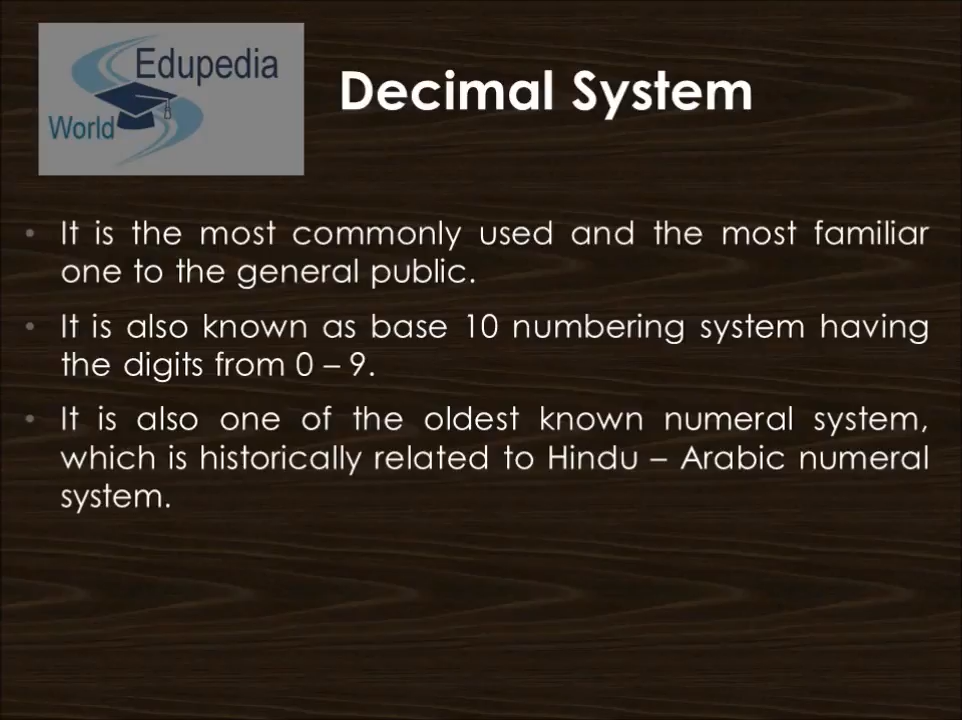 Edupedia
World
Decimal System
• It is the most commonly used and the most familiar
one to the general public.
• It is also known as base 10 numbering system having
the digits from 0 – 9.
• It is also one of the oldest known numeral system,
which is historically related to Hindu – Arabic numeral
system.